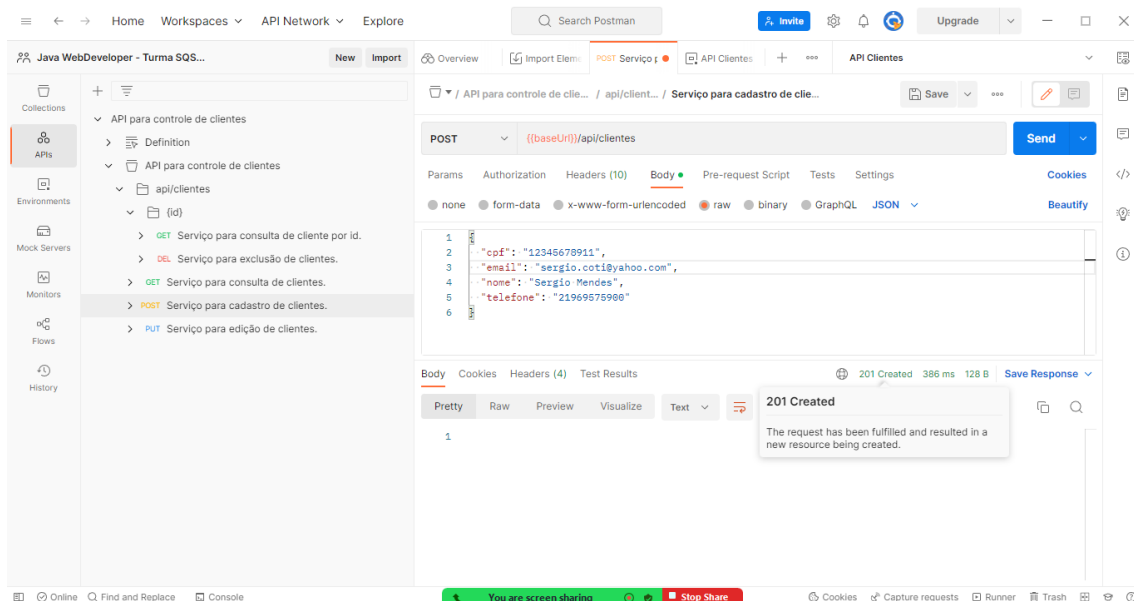 Home Workspaces API Network Explore Search Postman Invite Upgrade
Java WebDeveloper - Turma SQS... New Import Overview Import Elem POST Serviço p API Clientes API Clientes
Collections
APIs
Environments
Mock Servers
Monitors
Flows
History
API para controle de clientes
Definition
API para controle de clientes
api/clientes
{id}
GET Serviço para consulta de cliente por id.
DEL Serviço para exclusão de clientes.
GET Serviço para consulta de clientes.
POST Serviço para cadastro de clientes.
PUT Serviço para edição de clientes.
/ API para controle de clie... / api/client... / Serviço para cadastro de clie... Save
POST {{baseUrl}}/api/clientes Send
Params Authorization Headers (10) Body Pre-request Script Tests Settings Cookies
none form-data x-www-form-urlencoded raw binary GraphQL JSON Beautify
1 {
2 "cpf": "12345678911",
3 "email": "sergio.coti@yahoo.com",
4 "nome": "Sergio Mendes",
5 "telefone": "21969575900"
6 }
Body Cookies Headers (4) Test Results 201 Created 386 ms 128 B Save Response
Pretty Raw Preview Visualize Text
1
201 Created
The request has been fulfilled and resulted in a
new resource being created.
Online Find and Replace Console You are screen sharing Stop Share Cookies Capture requests Runner Trash